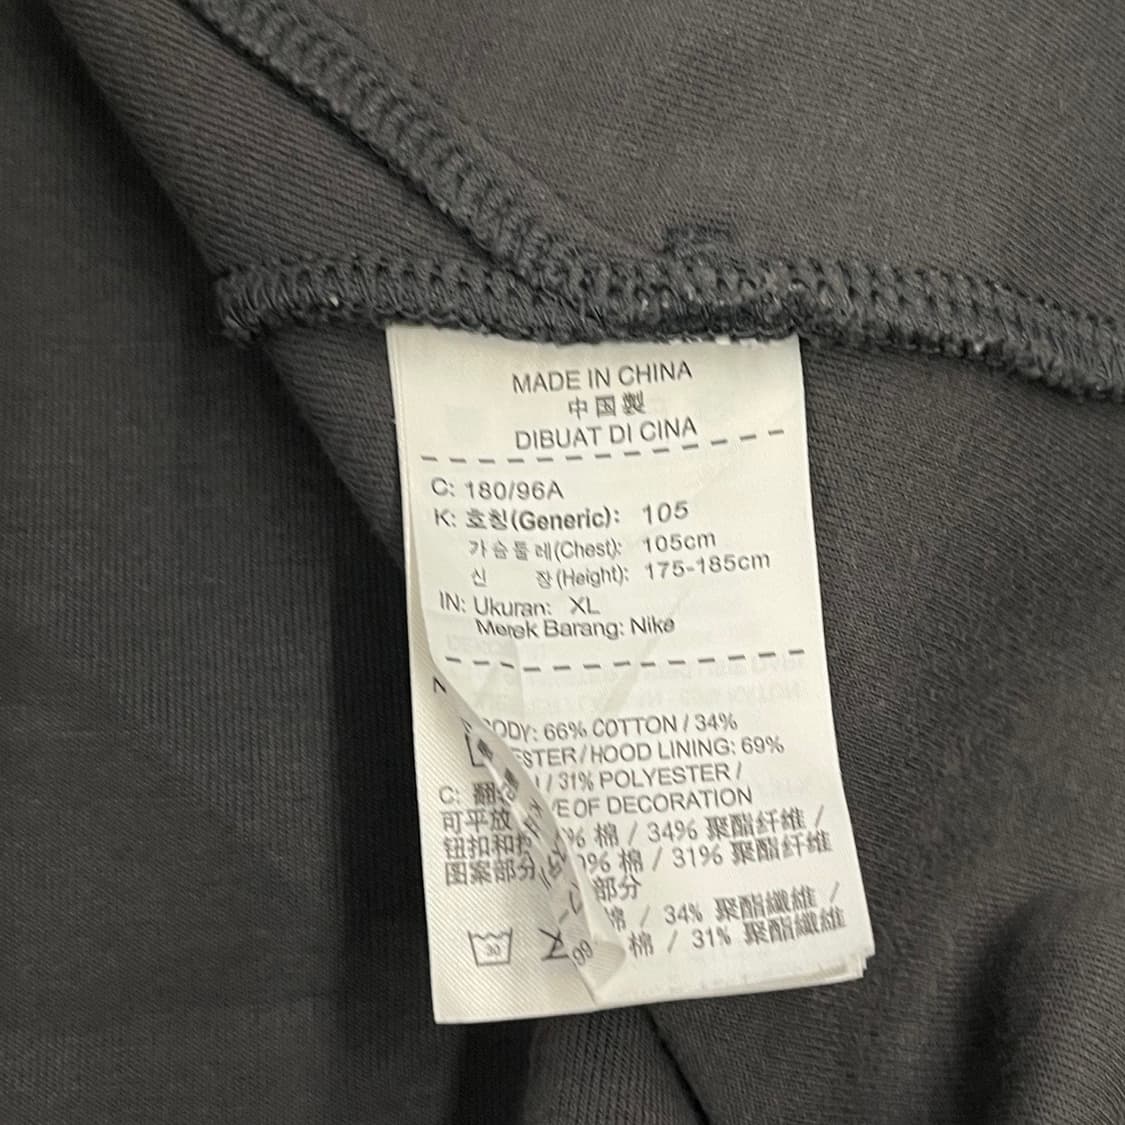 MADE IN CHINA
中国製
DIBUAT DI CINA
C: 180/96A
K: 호칭(Generic): 105
가슴둘레(Chest): 105cm
신 장(Height): 175-185cm
IN: Ukuran: XL
Merek Barang: Nike
ODY: 66% COTTON / 34%
ESTER/HOOD LINING: 69%
/ 31% POLYESTER /
E OF DECORATION
C: 翻
可平放
% 棉 / 34% 聚酯纤维 /
钮扣和
9% 棉 / 31% 聚酯纤维
图案部分
部分
棉 / 34% 聚酯纖維 /
棉 / 31% 聚酯纖維
30